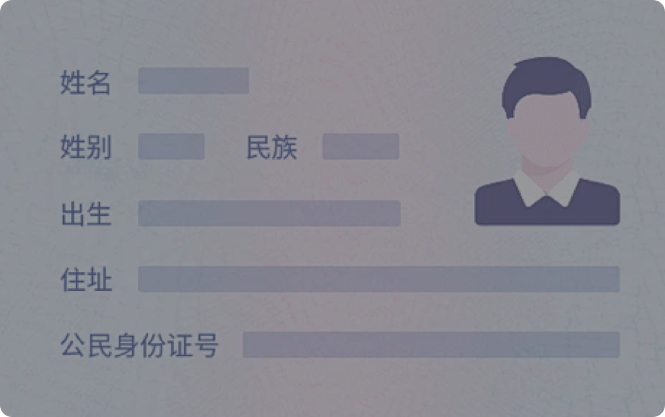 姓名
姓别 民族
出生
住址
公民身份证号